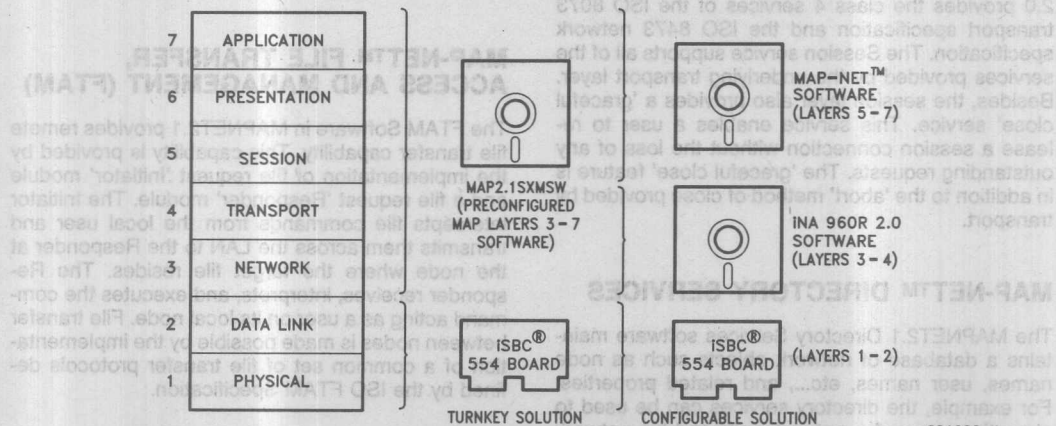 7 APPLICATION
6 PRESENTATION
5 SESSION
4 TRANSPORT
3 NETWORK
2 DATA LINK
1 PHYSICAL
MAP2.1SXMSW
(PRECONFIGURED
MAP LAYERS 3-7
SOFTWARE)
iSBC®
554 BOARD
TURNKEY SOLUTION
MAP-NET™
SOFTWARE
(LAYERS 5-7)
iNA 960R 2.0
SOFTWARE
(LAYERS 3-4)
iSBC®
554 BOARD
(LAYERS 1-2)
CONFIGURABLE SOLUTION
MAP-NET™ FILE TRANSFER,
ACCESS AND MANAGEMENT (FTAM)
The FTAM Software in MAPNET2.1 provides remote
file transfer capability. This capability is provided by
the implementation of file request 'Initiator' module
and file request 'Responder' module. The Initiator
accepts file commands from the local user and
transmits them across the LAN to the Responder at
the node where the target file resides. The Re-
sponder receives, interprets, and executes the com-
mand acting as a user on its local node. File transfer
between nodes is made possible by the implementa-
tion of a common set of file transfer protocols de-
fined by the ISO FTAM specification.
2.0 provides the class 4 services of the ISO 8073
transport specification and the ISO 8473 network
specification. The Session service supports all of the
services provided underlying transport layer.
Besides, the session also provides a 'graceful
close' service. This service enables a user to re-
lease a session connection without the loss of any
outstanding requests. The 'graceful close' feature is
in addition to the 'abort' method of close provided by
transport.
MAP-NET™ DIRECTORY SERVICES
The MAPNET2.1 Directory Services software main-
tains a database of network objects such as node
names, user names, etc..., and related properties.
For example, the directory services can be used to